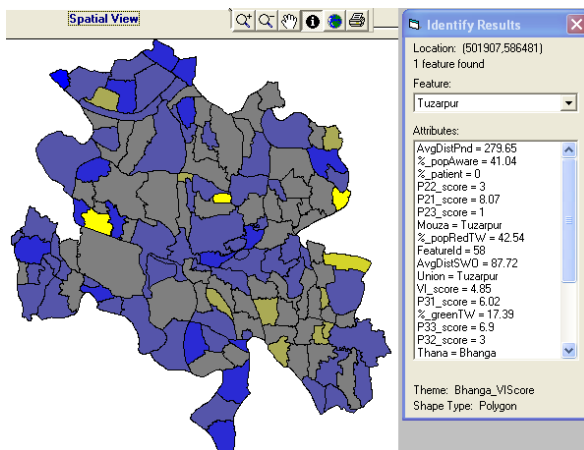 Spatial View
Identify Results
Location: (501907,586481)
1 feature found
Feature:
Tuzarpur
Attributes:
AvgDistPnd = 279.65
%_popAware = 41.04
%_patient = 0
P22_score = 3
P21_score = 8.07
P23_score = 1
Mouza = Tuzarpur
%_popRedTW = 42.54
FeatureId = 58
AvgDistSWO = 87.72
Union = Tuzarpur
VI_score = 4.85
P31_score = 6.02
%_greenTW = 17.39
P33_score = 6.9
P32_score = 3
Thana = Bhanga
Theme: Bhanga_VIScore
Shape Type: Polygon